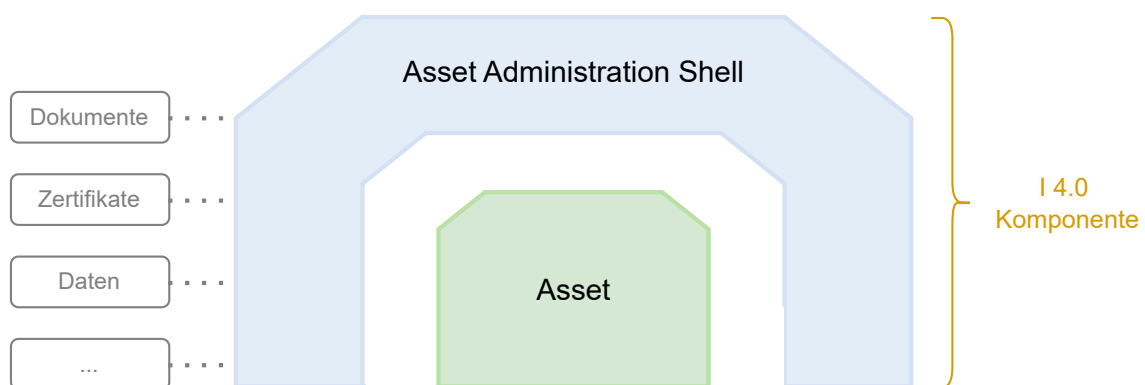 Asset Administration Shell
Dokumente
Zertifikate
Daten
...
Asset
I 4.0
Komponente